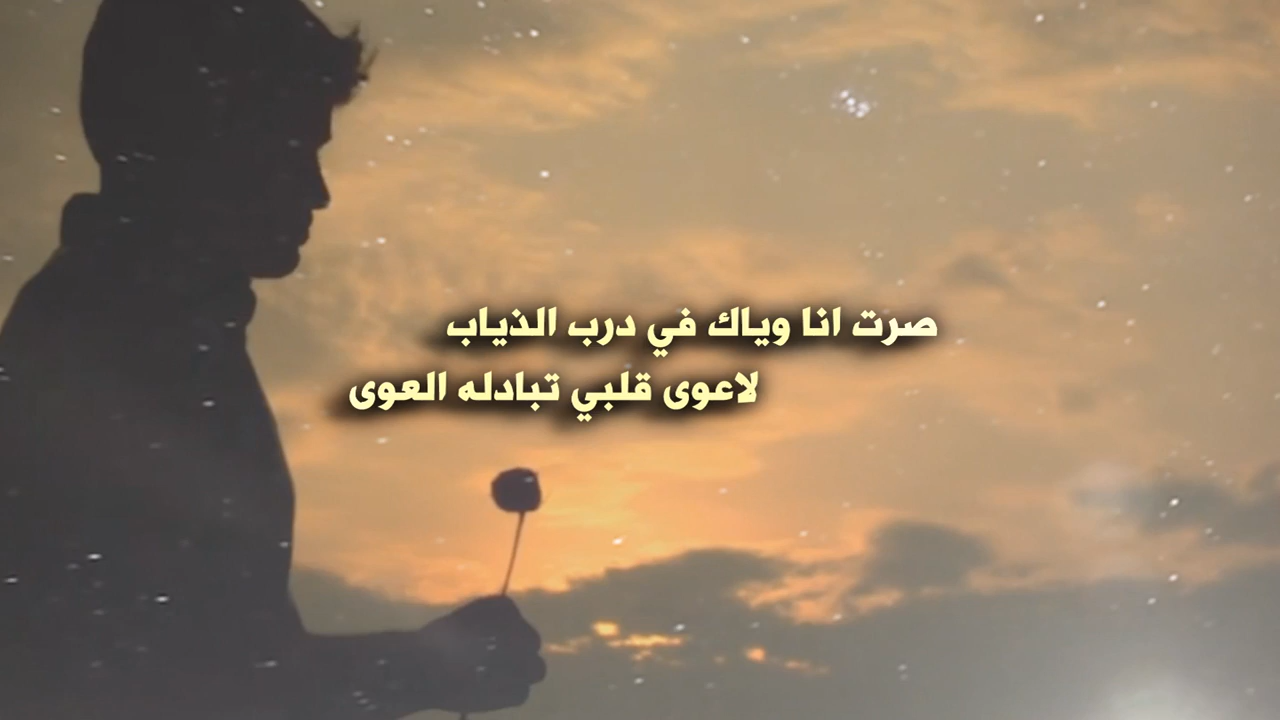 صرت انا وياك في درب الذياب
لاعوى قلبي تبادله العوى